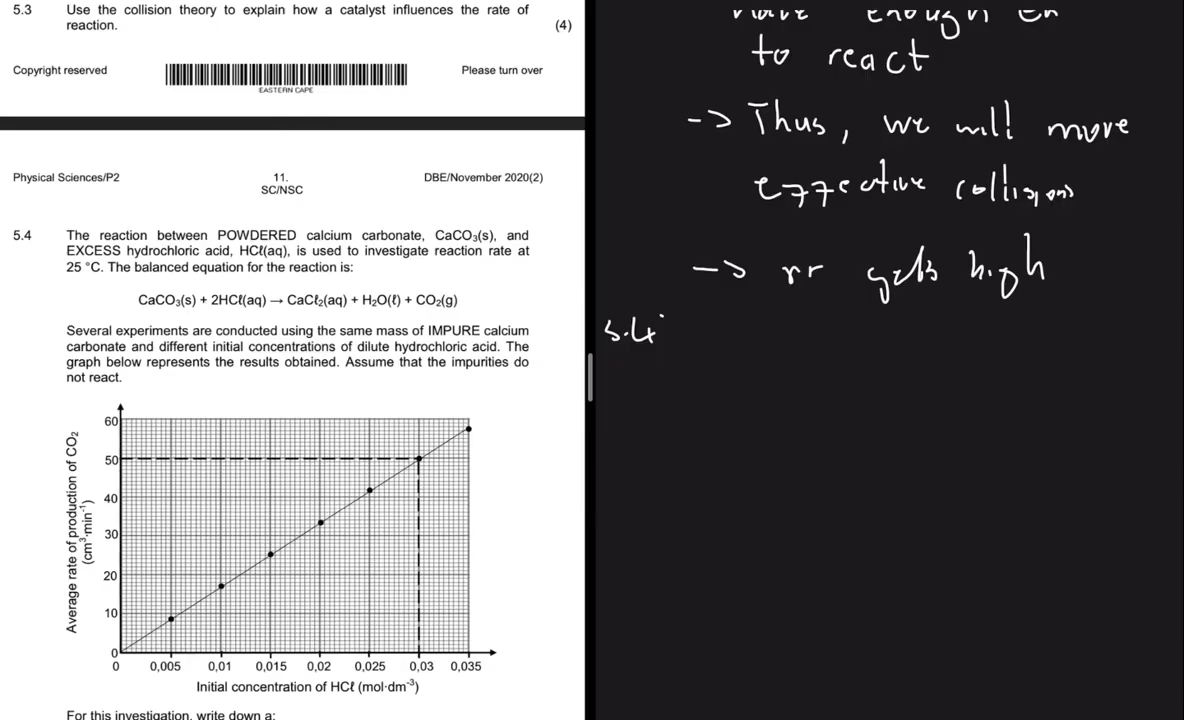 5.3 Use the collision theory to explain how a catalyst influences the rate of
reaction. (4)
Copyright reserved Please turn over
EASTERN CAPE
Physical Sciences/P2 11. DBE/November 2020(2)
SC/NSC
5.4 The reaction between POWDERED calcium carbonate, CaCO₃(s), and
EXCESS hydrochloric acid, HCℓ(aq), is used to investigate reaction rate at
25 °C. The balanced equation for the reaction is:
CaCO₃(s) + 2HCℓ(aq) → CaCℓ₂(aq) + H₂O(ℓ) + CO₂(g)
Several experiments are conducted using the same mass of IMPURE calcium
carbonate and different initial concentrations of dilute hydrochloric acid. The
graph below represents the results obtained. Assume that the impurities do
not react.
Average rate of production of CO₂
(cm³·min⁻¹)
60
50
40
30
20
10
0
0 0,005 0,01 0,015 0,02 0,025 0,03 0,035
Initial concentration of HCℓ (mol·dm⁻³)
For this investigation, write down a:
enough en
to react
-> Thus, we will more
effective collisions
-> rr gets high
5.4